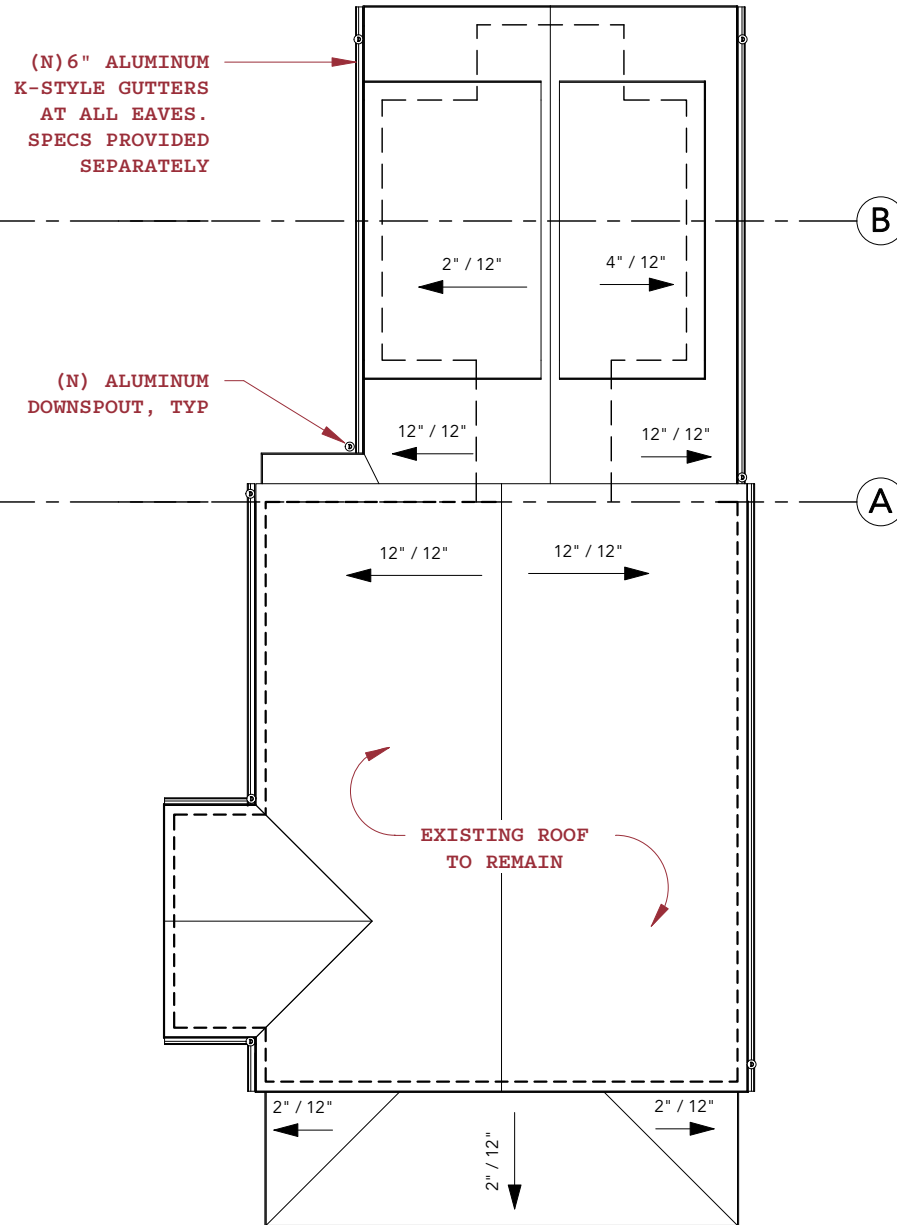 (N)6" ALUMINUM
K-STYLE GUTTERS
AT ALL EAVES.
SPECS PROVIDED
SEPARATELY
B
2" / 12"
4" / 12"
(N) ALUMINUM
DOWNSPOUT, TYP
12" / 12"
12" / 12"
A
12" / 12"
12" / 12"
EXISTING ROOF
TO REMAIN
2" / 12"
2" / 12"
2" / 12"